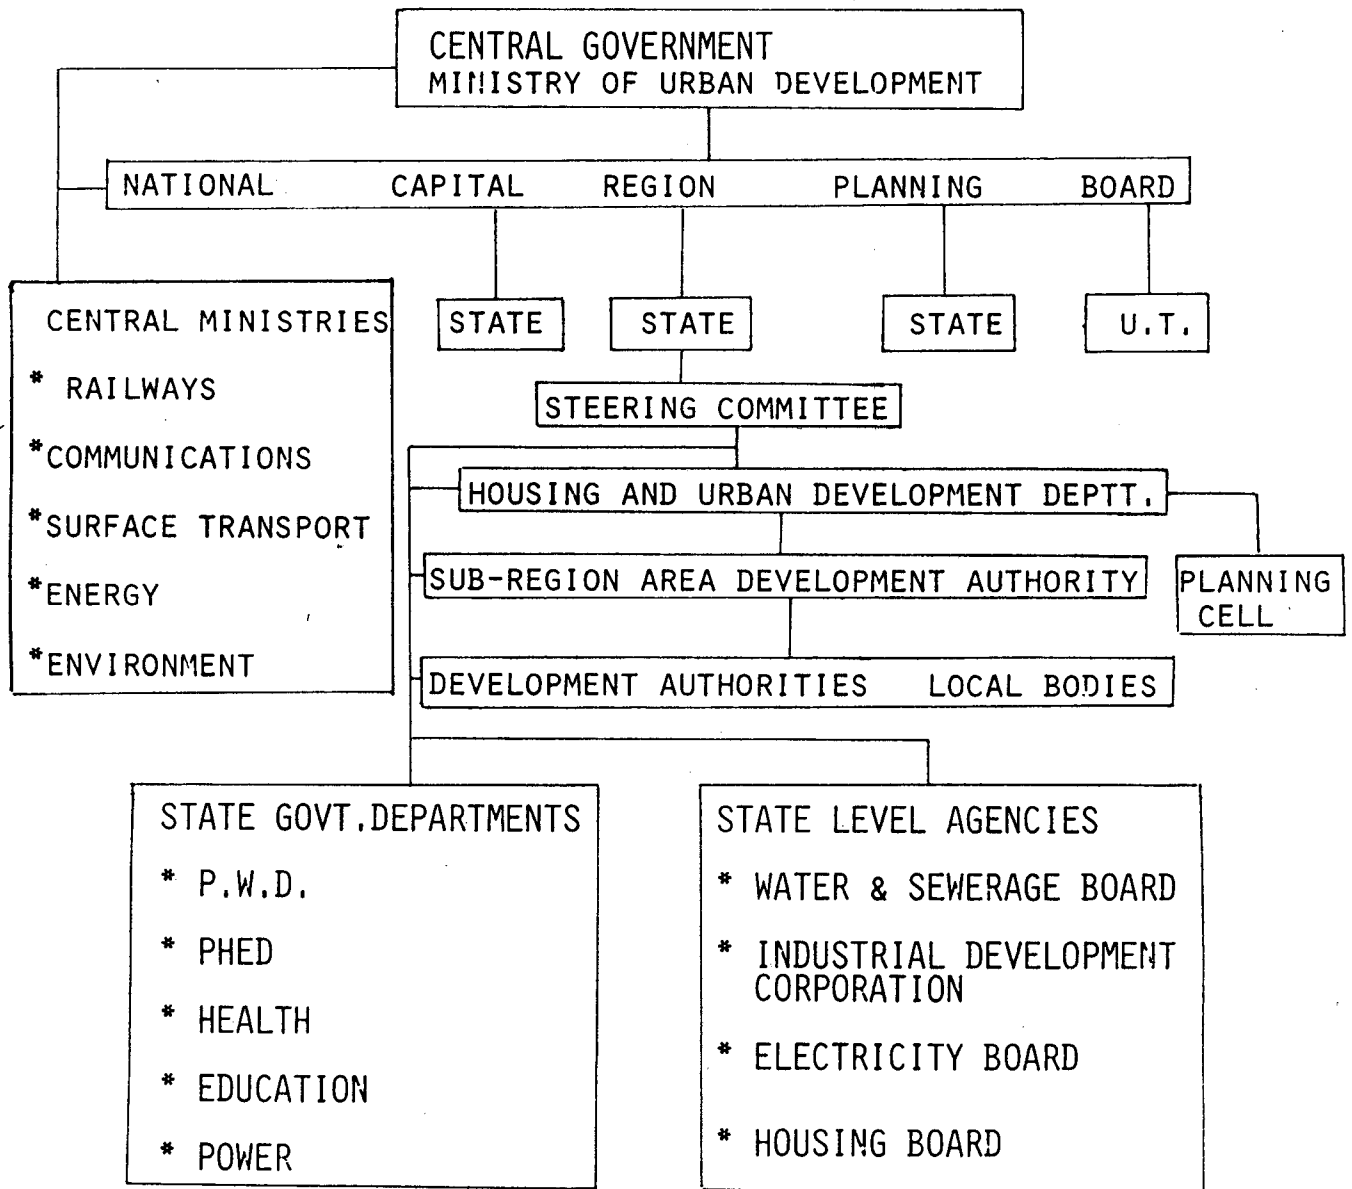 CENTRAL GOVERNMENT
MINISTRY OF URBAN DEVELOPMENT
NATIONAL CAPITAL REGION PLANNING BOARD
CENTRAL MINISTRIES
* RAILWAYS
*COMMUNICATIONS
*SURFACE TRANSPORT
*ENERGY
*ENVIRONMENT
STATE
STATE
STATE
U.T.
STEERING COMMITTEE
HOUSING AND URBAN DEVELOPMENT DEPTT.
SUB-REGION AREA DEVELOPMENT AUTHORITY
PLANNING
CELL
DEVELOPMENT AUTHORITIES LOCAL BODIES
STATE GOVT.DEPARTMENTS
* P.W.D.
* PHED
* HEALTH
* EDUCATION
* POWER
STATE LEVEL AGENCIES
* WATER & SEWERAGE BOARD
* INDUSTRIAL DEVELOPMENT
CORPORATION
* ELECTRICITY BOARD
* HOUSING BOARD